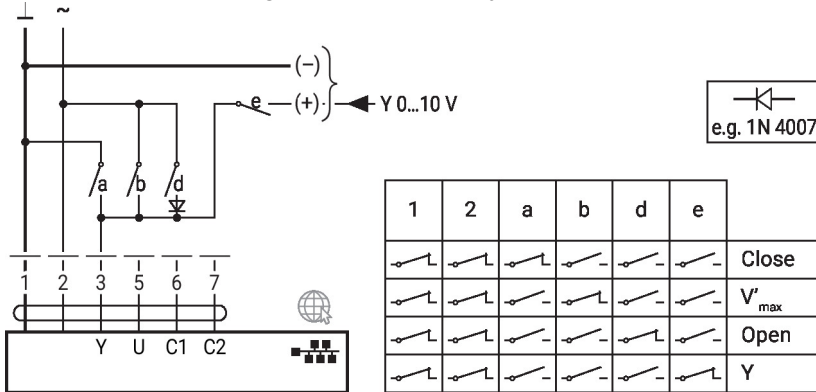 ⊥ ~
(−)
e (+) Y 0...10 V
e.g. 1N 4007
a b d
1 2 a b d e
Close
V'max
Open
Y
1 2 3 5 6 7
Y U C1 C2